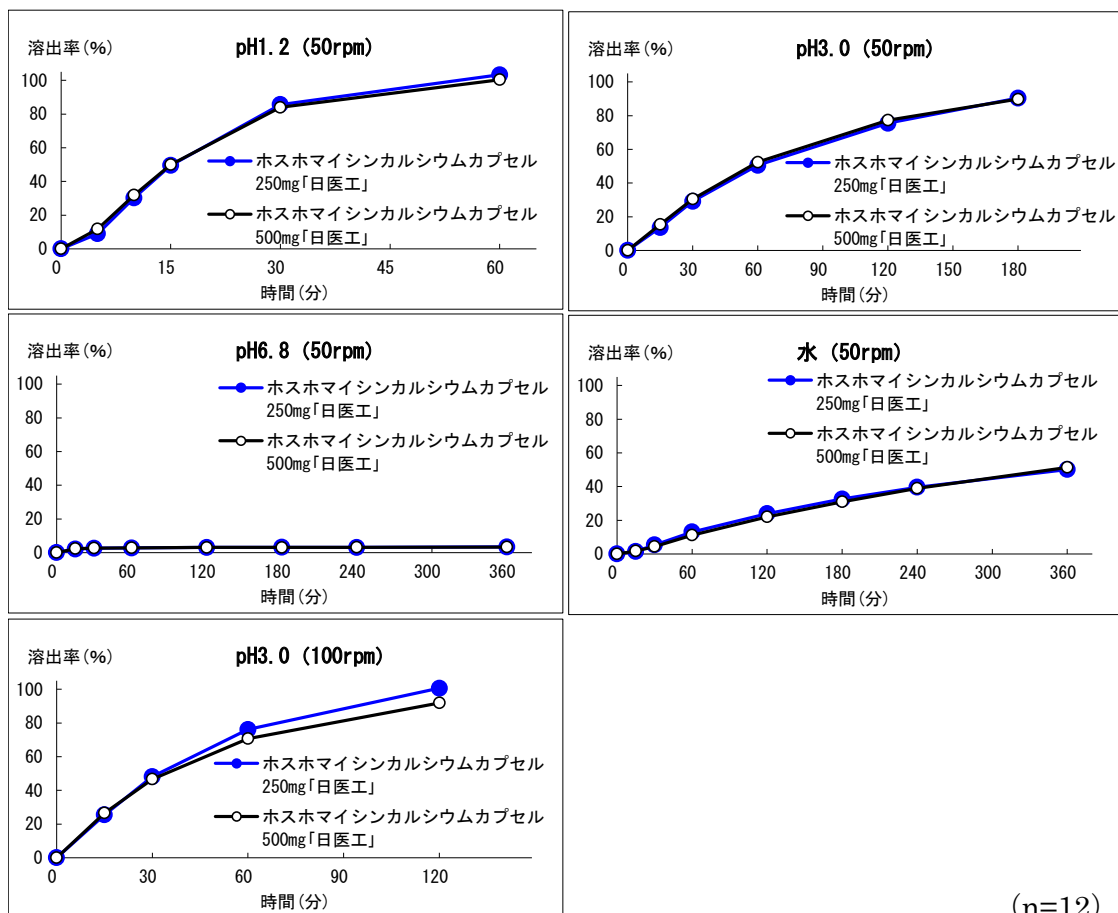 溶出率(%)
pH1.2 (50rpm)
100
80
60
40
20
0
ホスホマイシンカルシウムカプセル
250mg「日医工」
ホスホマイシンカルシウムカプセル
500mg「日医工」
0 15 30 45 60
時間(分)
溶出率(%)
pH3.0 (50rpm)
100
80
60
40
20
0
ホスホマイシンカルシウムカプセル
250mg「日医工」
ホスホマイシンカルシウムカプセル
500mg「日医工」
0 30 60 90 120 150 180
時間(分)
溶出率(%)
pH6.8 (50rpm)
100
80
60
40
20
0
ホスホマイシンカルシウムカプセル
250mg「日医工」
ホスホマイシンカルシウムカプセル
500mg「日医工」
0 60 120 180 240 300 360
時間(分)
溶出率(%)
水 (50rpm)
100
80
60
40
20
0
ホスホマイシンカルシウムカプセル
250mg「日医工」
ホスホマイシンカルシウムカプセル
500mg「日医工」
0 60 120 180 240 300 360
時間(分)
溶出率(%)
pH3.0 (100rpm)
100
80
60
40
20
0
ホスホマイシンカルシウムカプセル
250mg「日医工」
ホスホマイシンカルシウムカプセル
500mg「日医工」
0 30 60 90 120
時間(分)
(n=12)